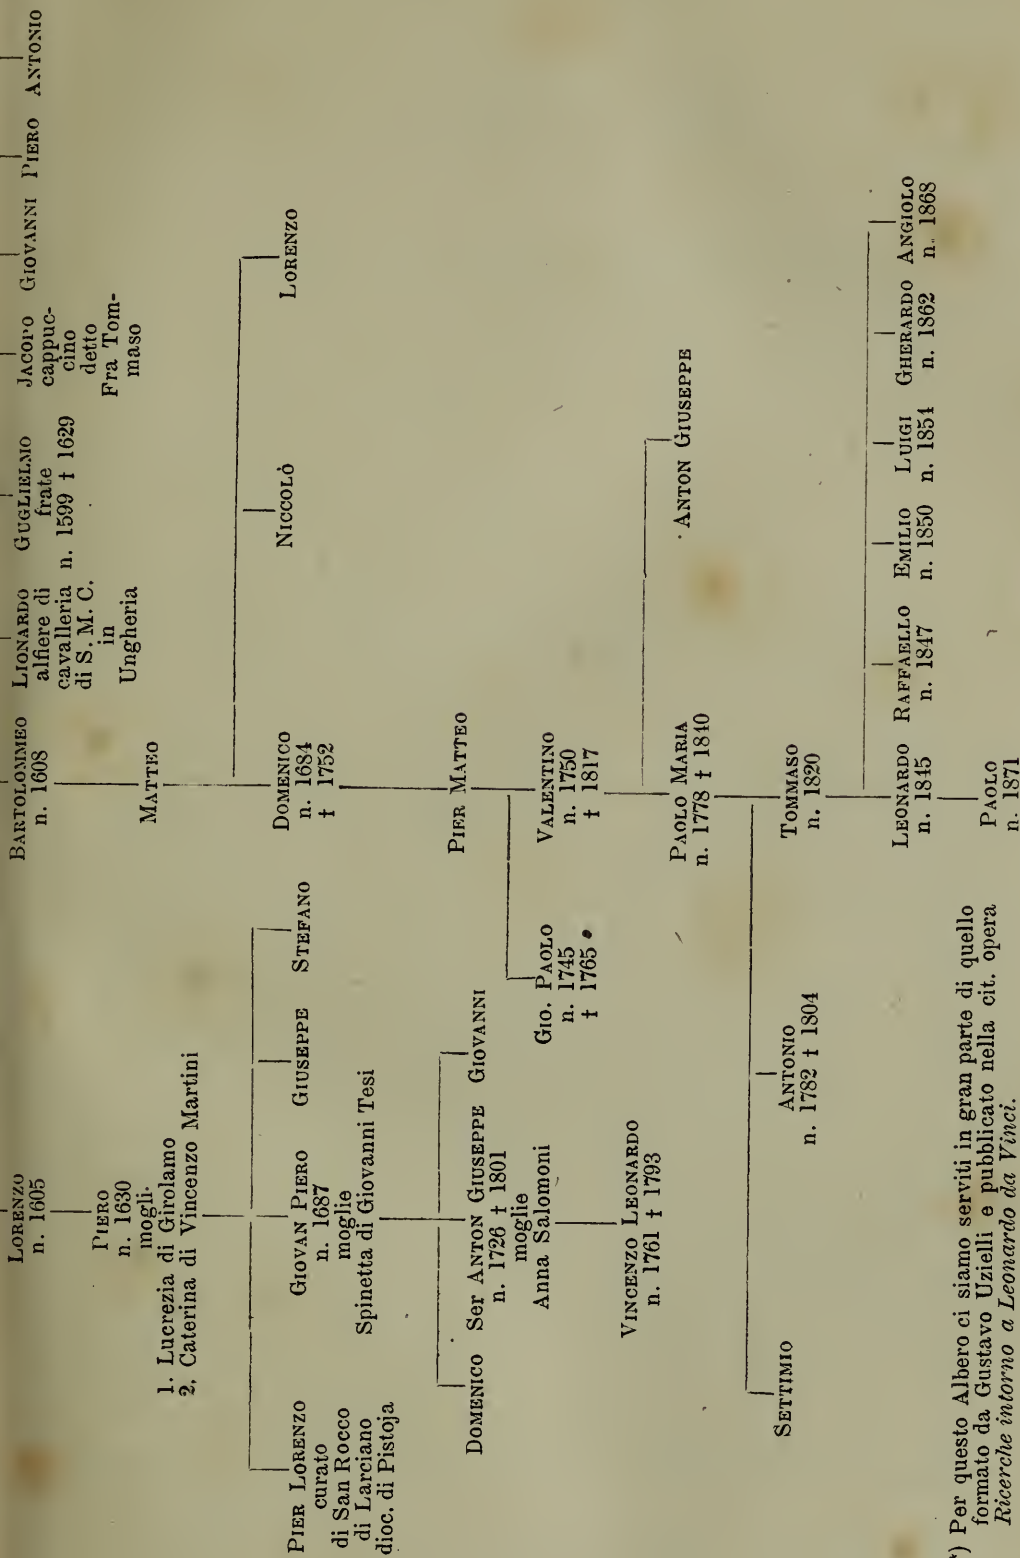 LORENZO
n. 1605
BARTOLOMMEO
n. 1608
LIONARDO
alfiere di
cavalleria
di S. M. C.
in
Ungheria
GUGLIELMO
frate
n. 1599 † 1629
JACOPO
cappuc-
cino
detto
Fra Tom-
maso
GIOVANNI
PIERO
ANTONIO
PIERO
n. 1630
mogli.
1. Lucrezia di Girolamo
2. Caterina di Vincenzo Martini
MATTEO
PIER LORENZO
curato
di San Rocco
di Larciano
dioc. di Pistoja
GIOVAN PIERO
n. 1687
moglie
Spinetta di Giovanni Tesi
GIUSEPPE
STEFANO
DOMENICO
n. 1684
† 1752
NICCOLÒ
LORENZO
DOMENICO
Ser ANTON GIUSEPPE
n. 1726 † 1801
moglie
Anna Salomoni
GIOVANNI
PIER MATTEO
GIO. PAOLO
n. 1745
† 1765
VALENTINO
n. 1750
† 1817
VINCENZO LEONARDO
n. 1761 † 1793
PAOLO MARIA
n. 1778 † 1840
ANTON GIUSEPPE
SETTIMIO
ANTONIO
n. 1782 † 1804
TOMMASO
n. 1820
LEONARDO
n. 1845
RAFFAELLO
n. 1847
EMILIO
n. 1850
LUIGI
n. 1854
GHERARDO
n. 1862
ANGIOLO
n. 1868
PAOLO
n. 1871
*) Per questo Albero ci siamo serviti in gran parte di quello
formato da Gustavo Uzielli e pubblicato nella cit. opera
Ricerche intorno a Leonardo da Vinci.